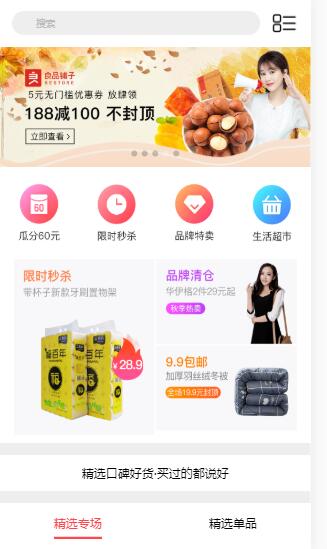 搜索
良品铺子
BESTORE
5元无门槛优惠券 放肆领
188减100 不封顶
立即查看>
60
瓜分60元
限时秒杀
品牌特卖
生活超市
限时秒杀
带杯子新款牙刷置物架
¥28.9
品牌清仓
华伊格2件29元起
秋季热卖
9.9包邮
加厚羽丝绒冬被
全场19.9封顶
精选口碑好货·买过的都说好
精选专场
精选单品